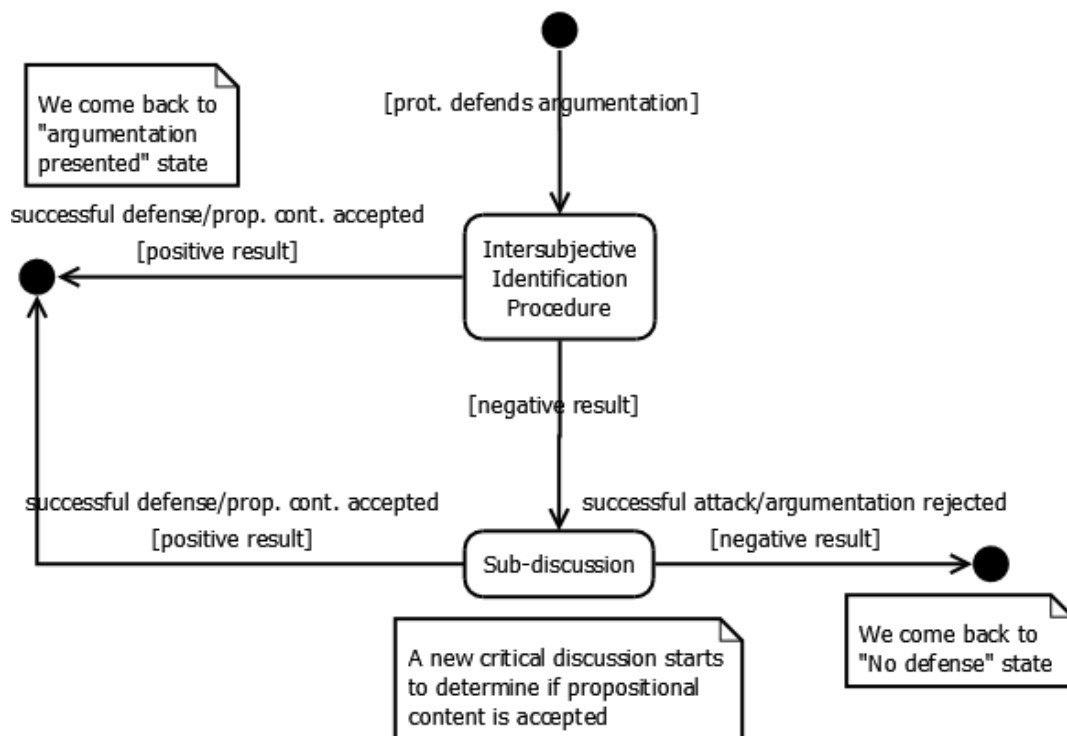 We come back to
"argumentation
presented" state
[prot. defends argumentation]
successful defense/prop. cont. accepted
[positive result]
Intersubjective
Identification
Procedure
[negative result]
successful defense/prop. cont. accepted
[positive result]
successful attack/argumentation rejected
[negative result]
Sub-discussion
A new critical discussion starts
to determine if propositional
content is accepted
We come back to
"No defense" state